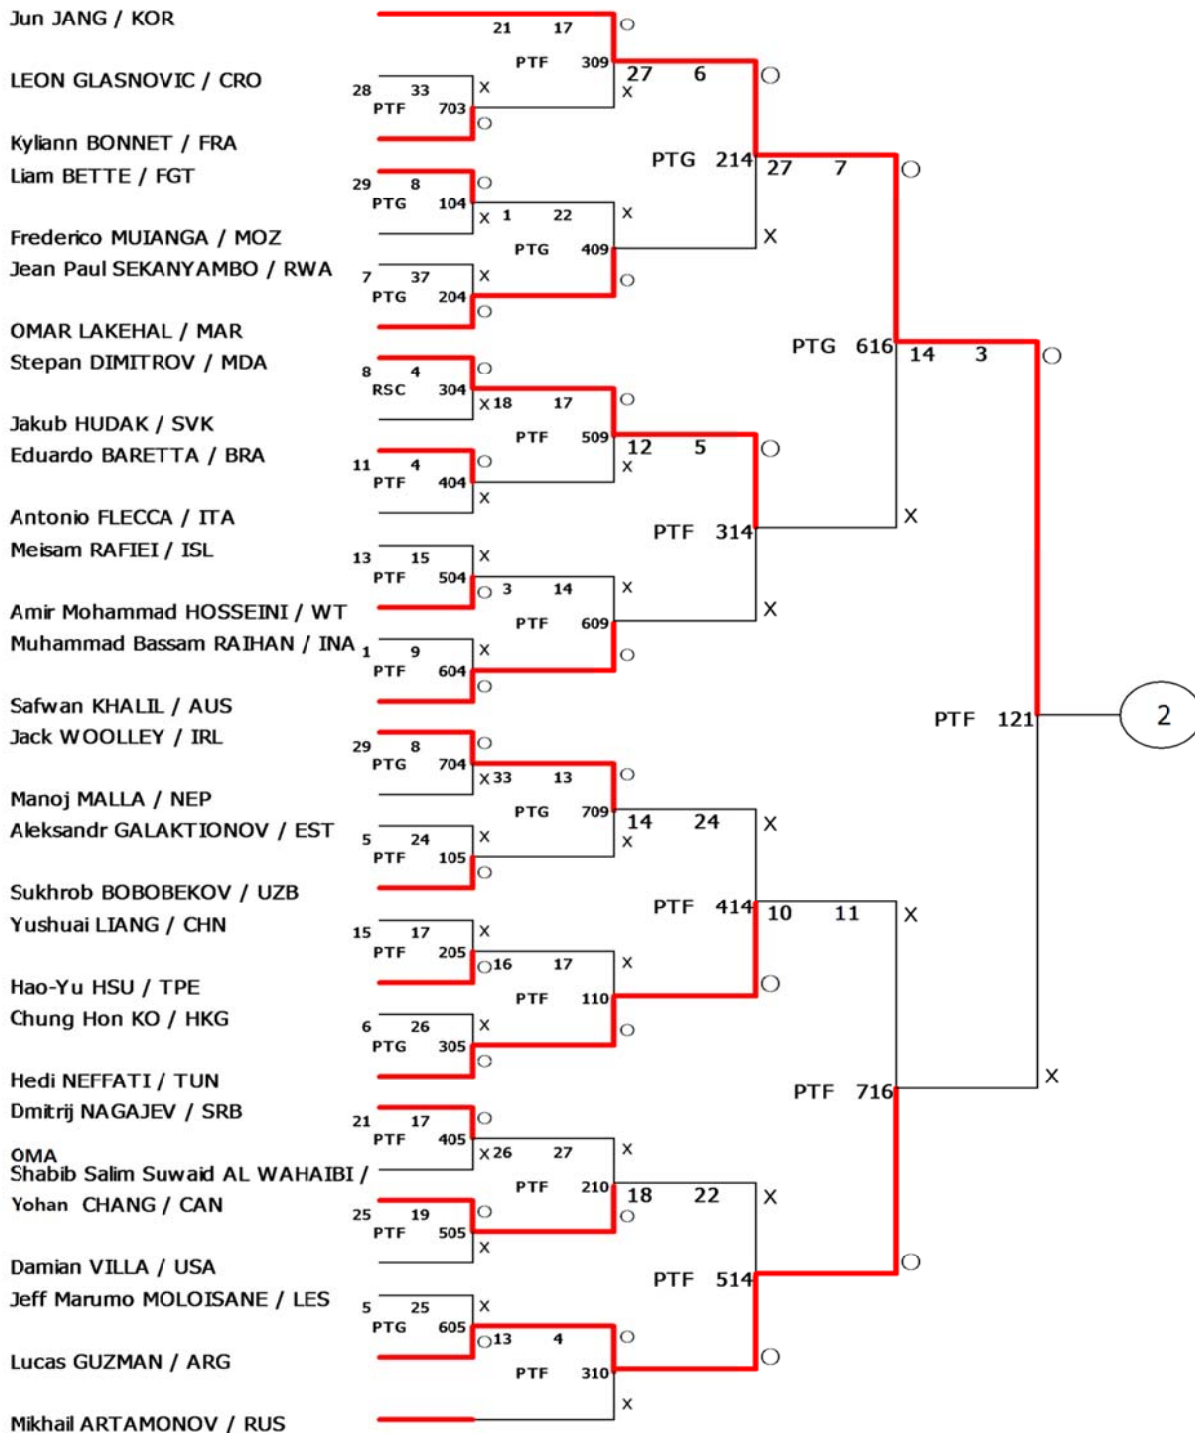 Jun JANG / KOR
21 17 O
PTF 309
27 6 O
LEON GLASNOVIC / CRO
28 33 X
X
PTF 703
O
Kyliann BONNET / FRA
PTG 214
27 7 O
Liam BETTE / FGT
29 8 O
PTG 104
X 1 22 X
Frederico MUIANGA / MOZ
PTG 409
X
Jean Paul SEKANYAMBO / RWA
7 37 X
O
PTG 204
O
OMAR LAKEHAL / MAR
PTG 616
14 3 O
Stepan DIMITROV / MDA
8 4 O
RSC 304
X 18 17 O
Jakub HUDAK / SVK
PTF 509
12 5 O
Eduardo BARETTA / BRA
11 4 O
X
PTF 404
X
Antonio FLECCA / ITA
X
PTF 314
Meisam RAFIEI / ISL
13 15 X
PTF 504
O 3 14 X
Amir Mohammad HOSSEINI / WT
X
PTF 609
Muhammad Bassam RAIHAN / INA
1 9 X
O
PTF 604
O
Safwan KHALIL / AUS
PTF 121
2
Jack WOOLLEY / IRL
29 8 O
PTG 704
X 33 13 O
Manoj MALLA / NEP
PTG 709
14 24 X
Aleksandr GALAKTIONOV / EST
5 24 X
X
PTF 105
O
Sukhrob BOBOBEKOV / UZB
PTF 414
10 11 X
Yushuai LIANG / CHN
15 17 X
PTF 205
O 16 17 X
Hao-Yu HSU / TPE
O
PTF 110
Chung Hon KO / HKG
6 26 X
O
PTG 305
O
Hedi NEFFATI / TUN
X
PTF 716
Dmitrij NAGAJEV / SRB
21 17 O
PTF 405
X 26 27 X
OMA
Shabib Salim Suwaid AL WAHAIBI /
PTF 210
18 22 X
Yohan CHANG / CAN
25 19 O
O
PTF 505
X
Damian VILLA / USA
O
PTF 514
Jeff Marumo MOLOISANE / LES
5 25 X
PTG 605
O 13 4 O
Lucas GUZMAN / ARG
O
PTF 310
X
Mikhail ARTAMONOV / RUS